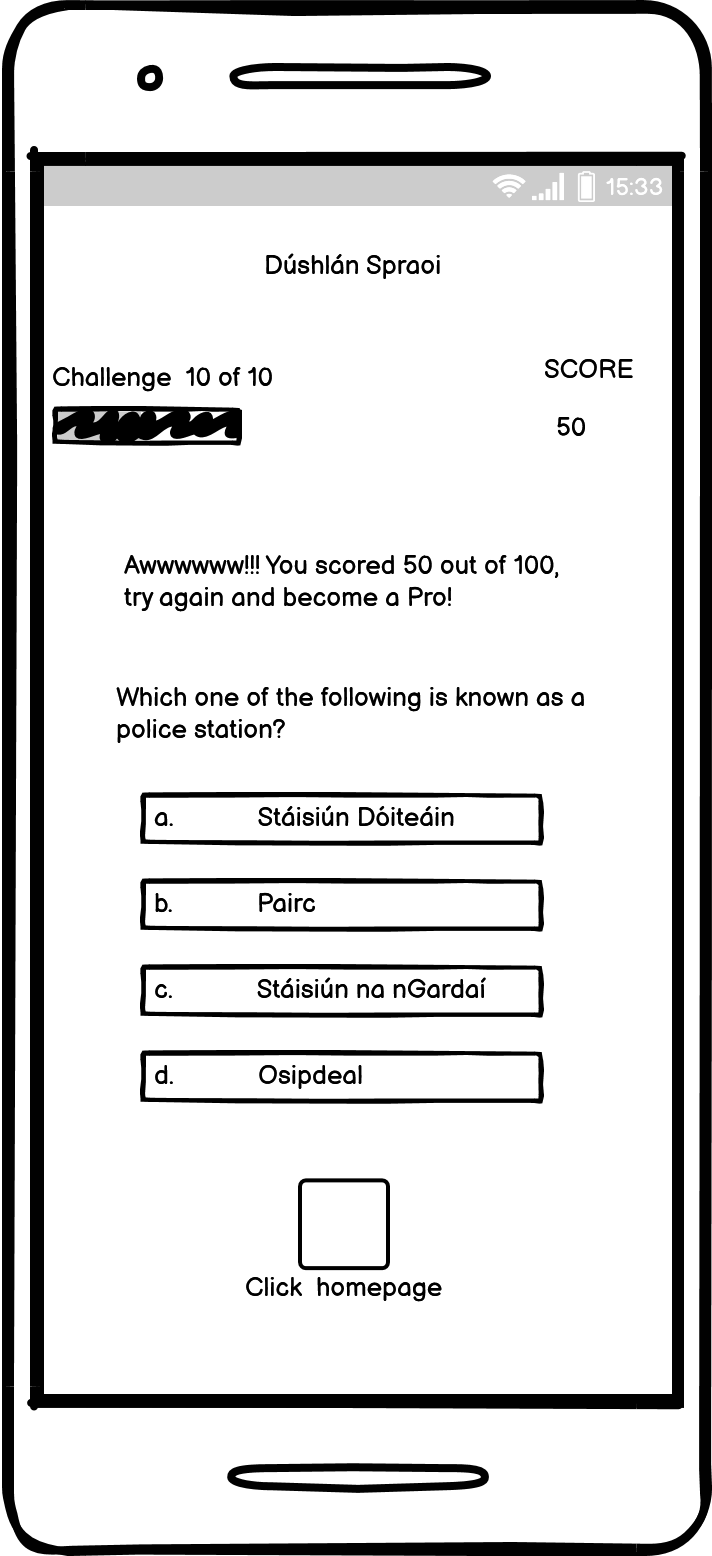 15:33
Dúshlán Spraoi
Challenge 10 of 10
SCORE
50
Awwwwww!!! You scored 50 out of 100,
try again and become a Pro!
Which one of the following is known as a
police station?
a. Stáisiún Dóiteáin
b. Pairc
c. Stáisiún na nGardaí
d. Osipdeal
Click homepage